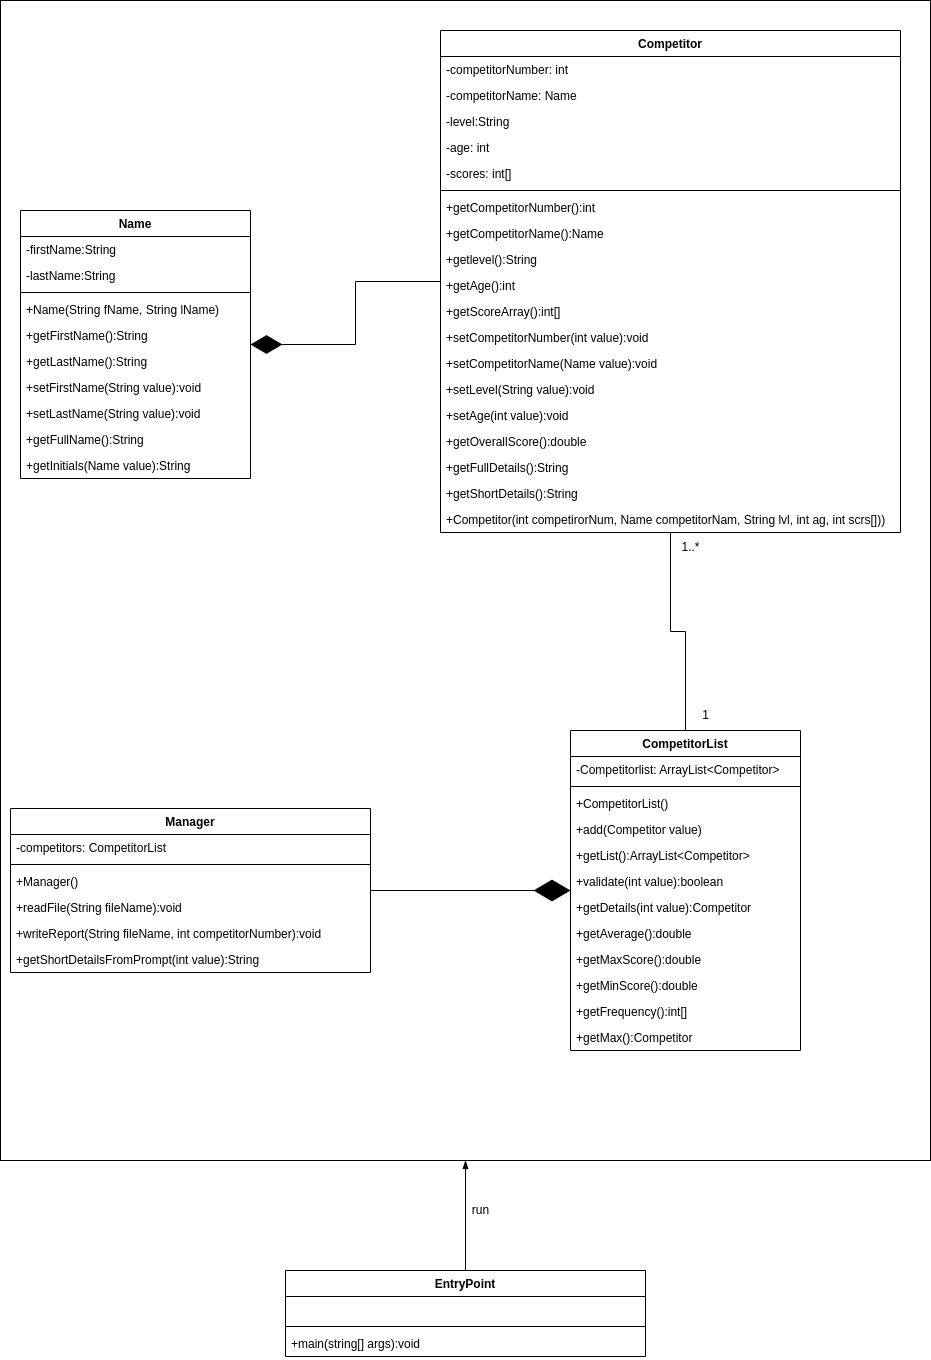 Competitor
-competitorNumber: int
-competitorName: Name
-level:String
-age: int
-scores: int[]
+getCompetitorNumber():int
+getCompetitorName():Name
+getlevel():String
+getAge():int
+getScoreArray():int[]
+setCompetitorNumber(int value):void
+setCompetitorName(Name value):void
+setLevel(String value):void
+setAge(int value):void
+getOverallScore():double
+getFullDetails():String
+getShortDetails():String
+Competitor(int competirorNum, Name competitorNam, String lvl, int ag, int scrs[]))
Name
-firstName:String
-lastName:String
+Name(String fName, String lName)
+getFirstName():String
+getLastName():String
+setFirstName(String value):void
+setLastName(String value):void
+getFullName():String
+getInitials(Name value):String
1..*
1
CompetitorList
-Competitorlist: ArrayList<Competitor>
+CompetitorList()
+add(Competitor value)
+getList():ArrayList<Competitor>
+validate(int value):boolean
+getDetails(int value):Competitor
+getAverage():double
+getMaxScore():double
+getMinScore():double
+getFrequency():int[]
+getMax():Competitor
Manager
-competitors: CompetitorList
+Manager()
+readFile(String fileName):void
+writeReport(String fileName, int competitorNumber):void
+getShortDetailsFromPrompt(int value):String
run
EntryPoint
+main(string[] args):void